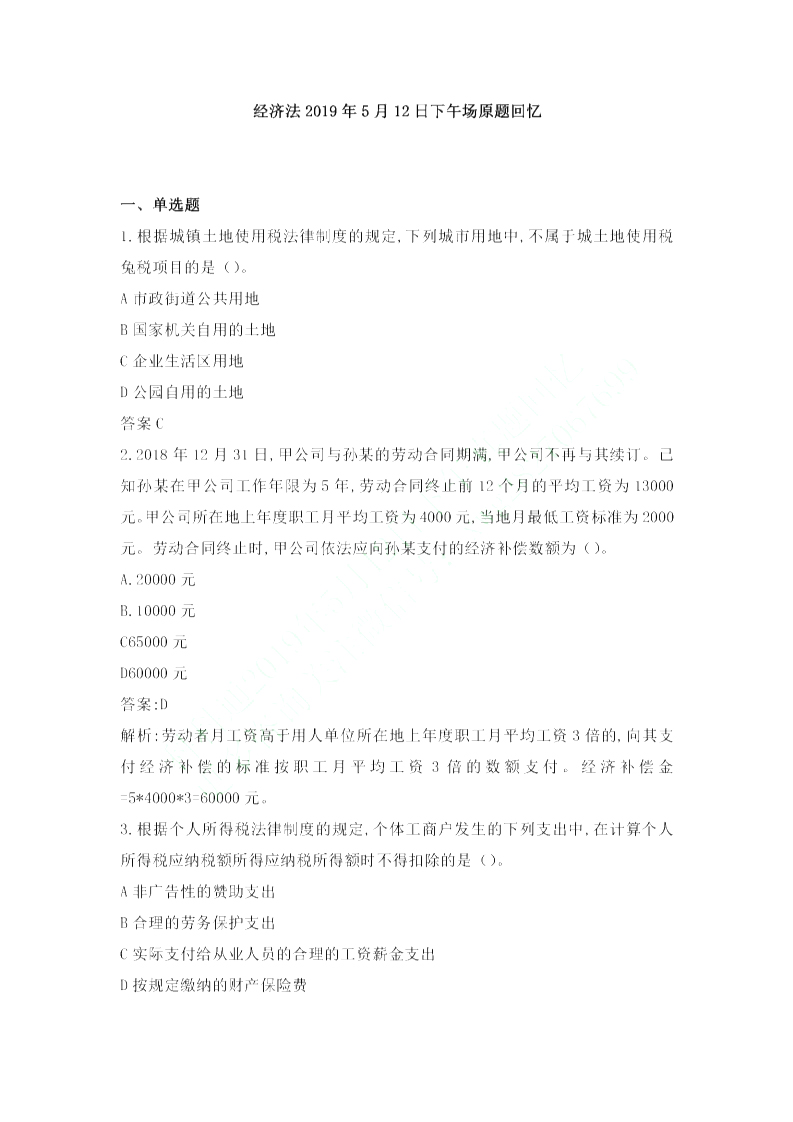 经济法 2019 年 5 月 12 日下午场原题回忆
一、单选题
1.根据城镇土地使用税法律制度的规定,下列城市用地中,不属于城土地使用税
兔税项目的是（）。
A 市政街道公共用地
B 国家机关自用的土地
C 企业生活区用地
D 公园自用的土地
答案 C
2.2018 年 12 月 31 日,甲公司与孙某的劳动合同期满,甲公司不再与其续订。已
知孙某在甲公司工作年限为 5 年,劳动合同终止前 12 个月的平均工资为 13000
元。甲公司所在地上年度职工月平均工资为 4000 元,当地月最低工资标准为 2000
元。劳动合同终止时,甲公司依法应向孙某支付的经济补偿数额为（）。
A.20000 元
B.10000 元
C65000 元
D60000 元
答案:D
解析:劳动者月工资高于用人单位所在地上年度职工月平均工资 3 倍的,向其支
付经济补偿的标准按职工月平均工资 3 倍的数额支付。经济补偿金
=5*4000*3=60000 元。
3.根据个人所得税法律制度的规定,个体工商户发生的下列支出中,在计算个人
所得税应纳税额所得应纳税所得额时不得扣除的是（）。
A 非广告性的赞助支出
B 合理的劳务保护支出
C 实际支付给从业人员的合理的工资薪金支出
D 按规定缴纳的财产保险费